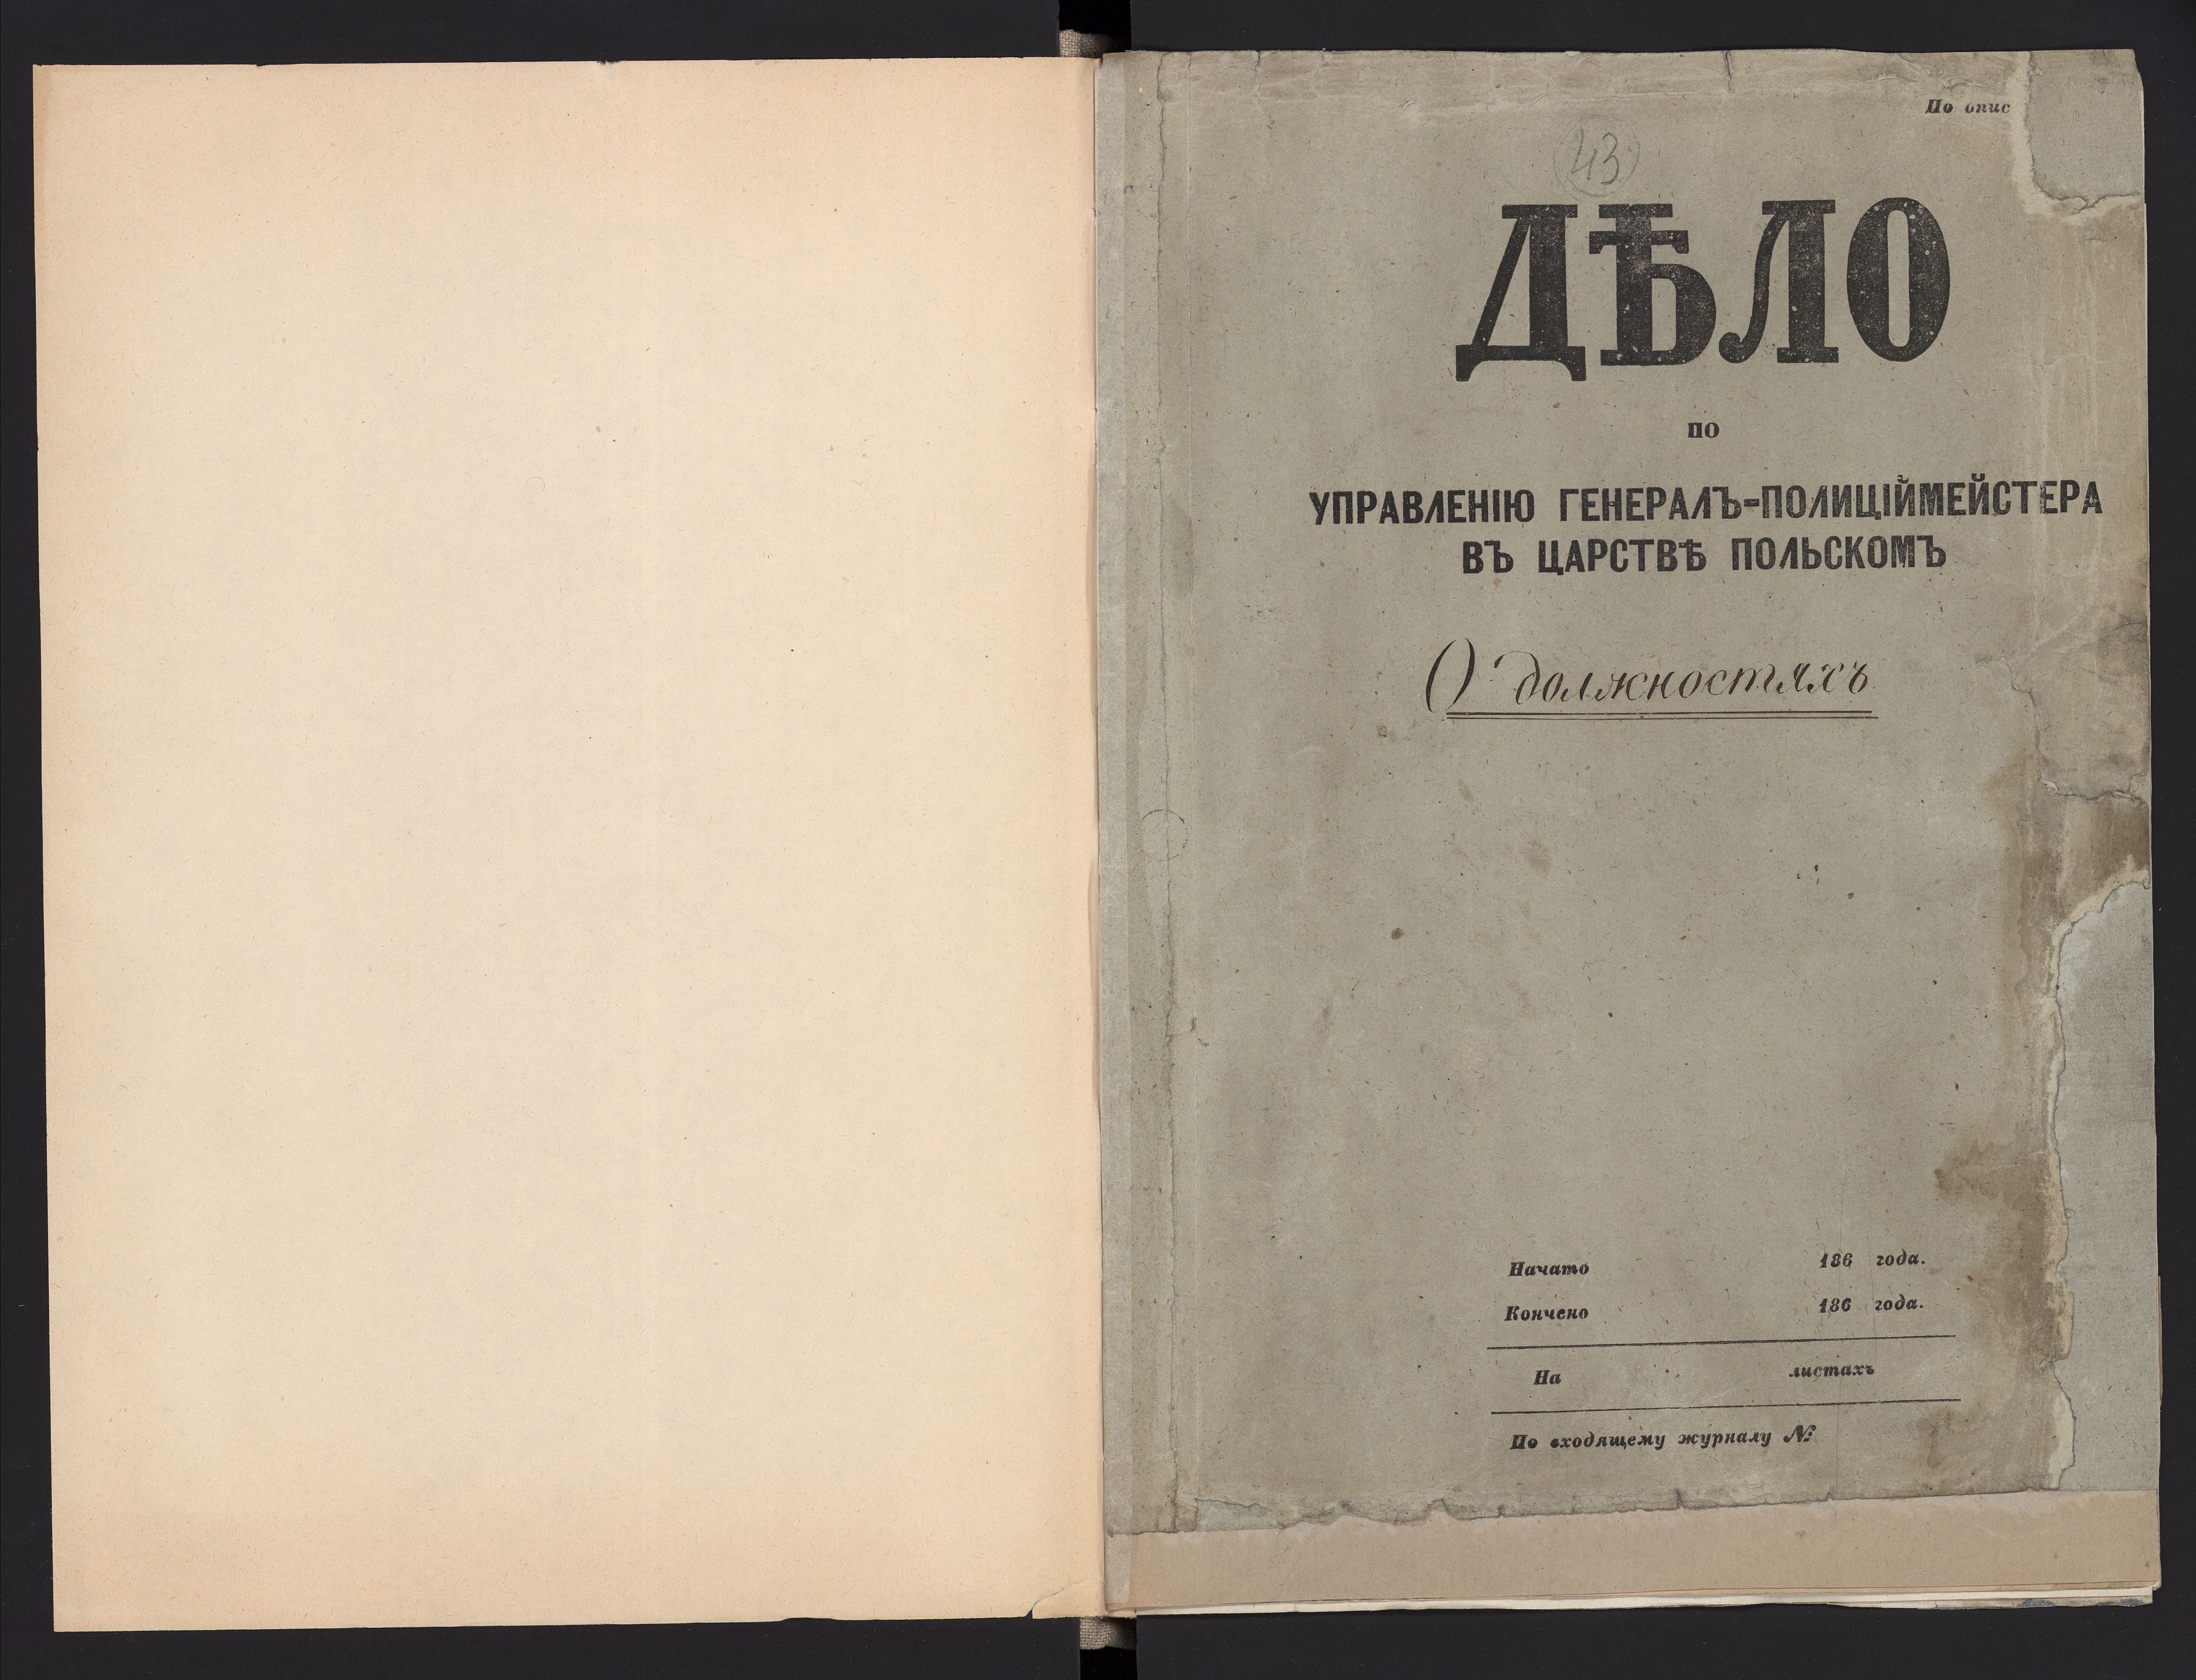 По опис
43
ДѢЛО
по
УПРАВЛЕНІЮ ГЕНЕРАЛЪ-ПОЛИЦІЙМЕЙСТЕРА
ВЪ ЦАРСТВѢ ПОЛЬСКОМЪ
О должностяхъ
Начато 186 года.
Кончено 186 года.
На листахъ
По входящему журналу №